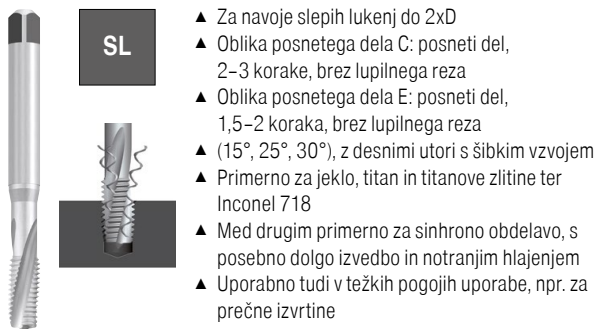 SL
▲ Za navoje slepih lukenj do 2xD
▲ Oblika posnetega dela C: posneti del,
2–3 korake, brez lupilnega reza
▲ Oblika posnetega dela E: posneti del,
1,5–2 koraka, brez lupilnega reza
▲ (15°, 25°, 30°), z desnimi utori s šibkim vzvojem
▲ Primerno za jeklo, titan in titanove zlitine ter
Inconel 718
▲ Med drugim primerno za sinhrono obdelavo, s
posebno dolgo izvedbo in notranjim hlajenjem
▲ Uporabno tudi v težkih pogojih uporabe, npr. za
prečne izvrtine